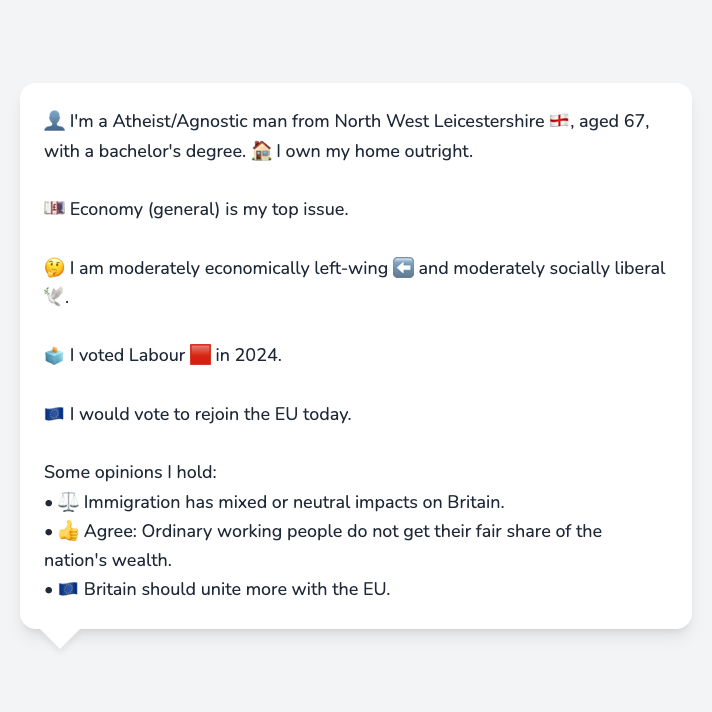 👤 I'm a Atheist/Agnostic man from North West Leicestershire 🏴󠁧󠁢󠁥󠁮󠁧󠁿, aged 67,
with a bachelor's degree. 🏠 I own my home outright.
💷 Economy (general) is my top issue.
🤔 I am moderately economically left-wing ⬅️ and moderately socially liberal
🕊️.
🗳️ I voted Labour 🟥 in 2024.
🇪🇺 I would vote to rejoin the EU today.
Some opinions I hold:
• ⚖️ Immigration has mixed or neutral impacts on Britain.
• 👍 Agree: Ordinary working people do not get their fair share of the
nation's wealth.
• 🇪🇺 Britain should unite more with the EU.